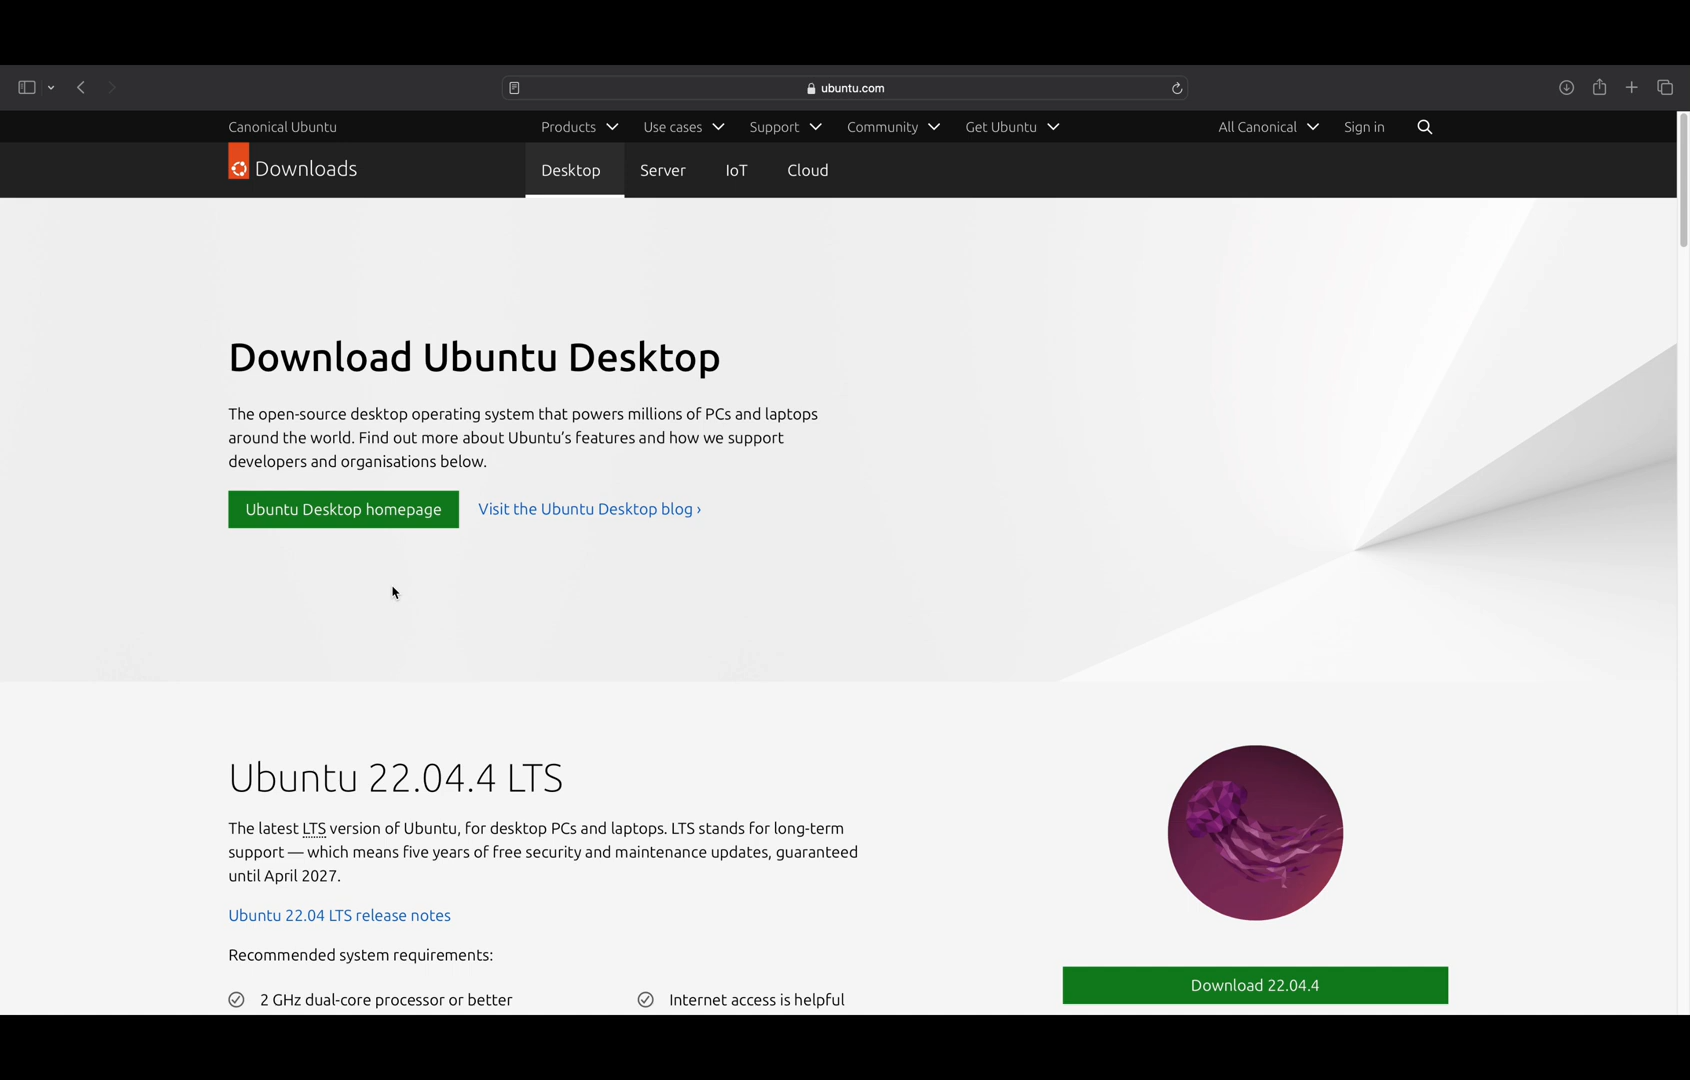 ubuntu.com
Canonical Ubuntu
Products
Use cases
Support
Community
Get Ubuntu
All Canonical
Sign in
Downloads
Desktop
Server
IoT
Cloud
Download Ubuntu Desktop
The open-source desktop operating system that powers millions of PCs and laptops
around the world. Find out more about Ubuntu's features and how we support
developers and organisations below.
Ubuntu Desktop homepage
Visit the Ubuntu Desktop blog ›
Ubuntu 22.04.4 LTS
The latest LTS version of Ubuntu, for desktop PCs and laptops. LTS stands for long-term
support — which means five years of free security and maintenance updates, guaranteed
until April 2027.
Ubuntu 22.04 LTS release notes
Recommended system requirements:
2 GHz dual-core processor or better
Internet access is helpful
Download 22.04.4